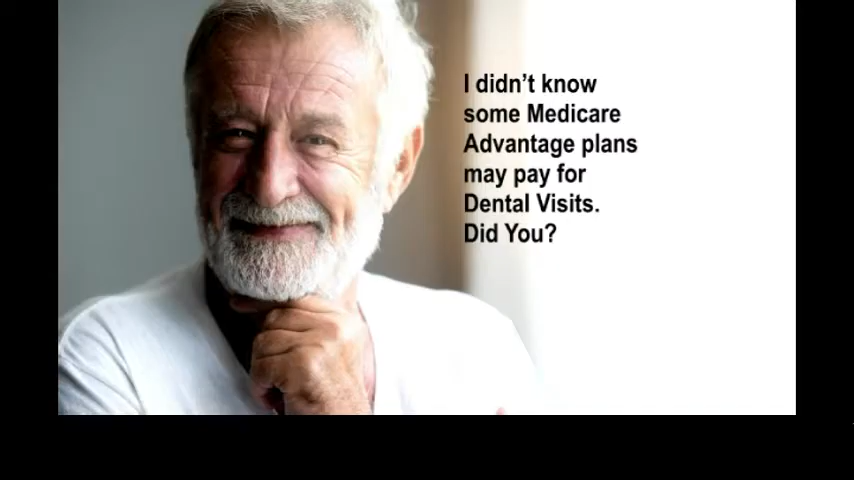 I didn’t know
some Medicare
Advantage plans
may pay for
Dental Visits.
Did You?